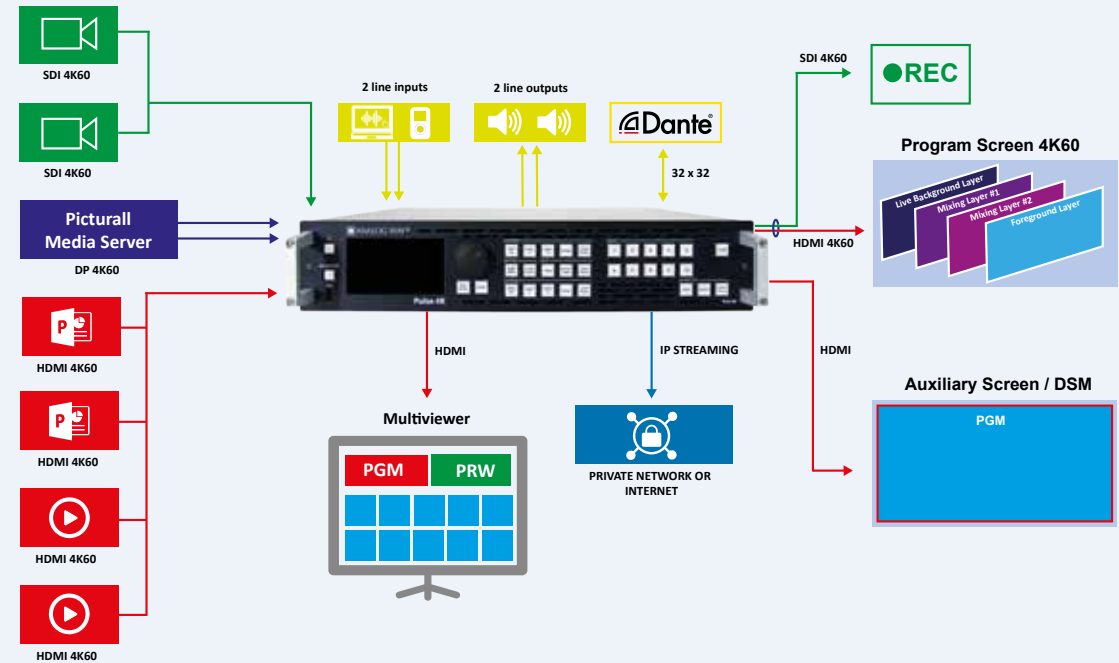 SDI 4K60
SDI 4K60
Picturall
Media Server
DP 4K60
P
HDMI 4K60
P
HDMI 4K60
HDMI 4K60
HDMI 4K60
2 line inputs
2 line outputs
Dante
32 x 32
ANALOG WAY
Pulse 4K
HDMI
Multiviewer
PGM
PRW
IP STREAMING
PRIVATE NETWORK OR
INTERNET
SDI 4K60
REC
Program Screen 4K60
Live Background Layer
Mixing Layer #1
Mixing Layer #2
Foreground Layer
HDMI 4K60
HDMI
Auxiliary Screen / DSM
PGM